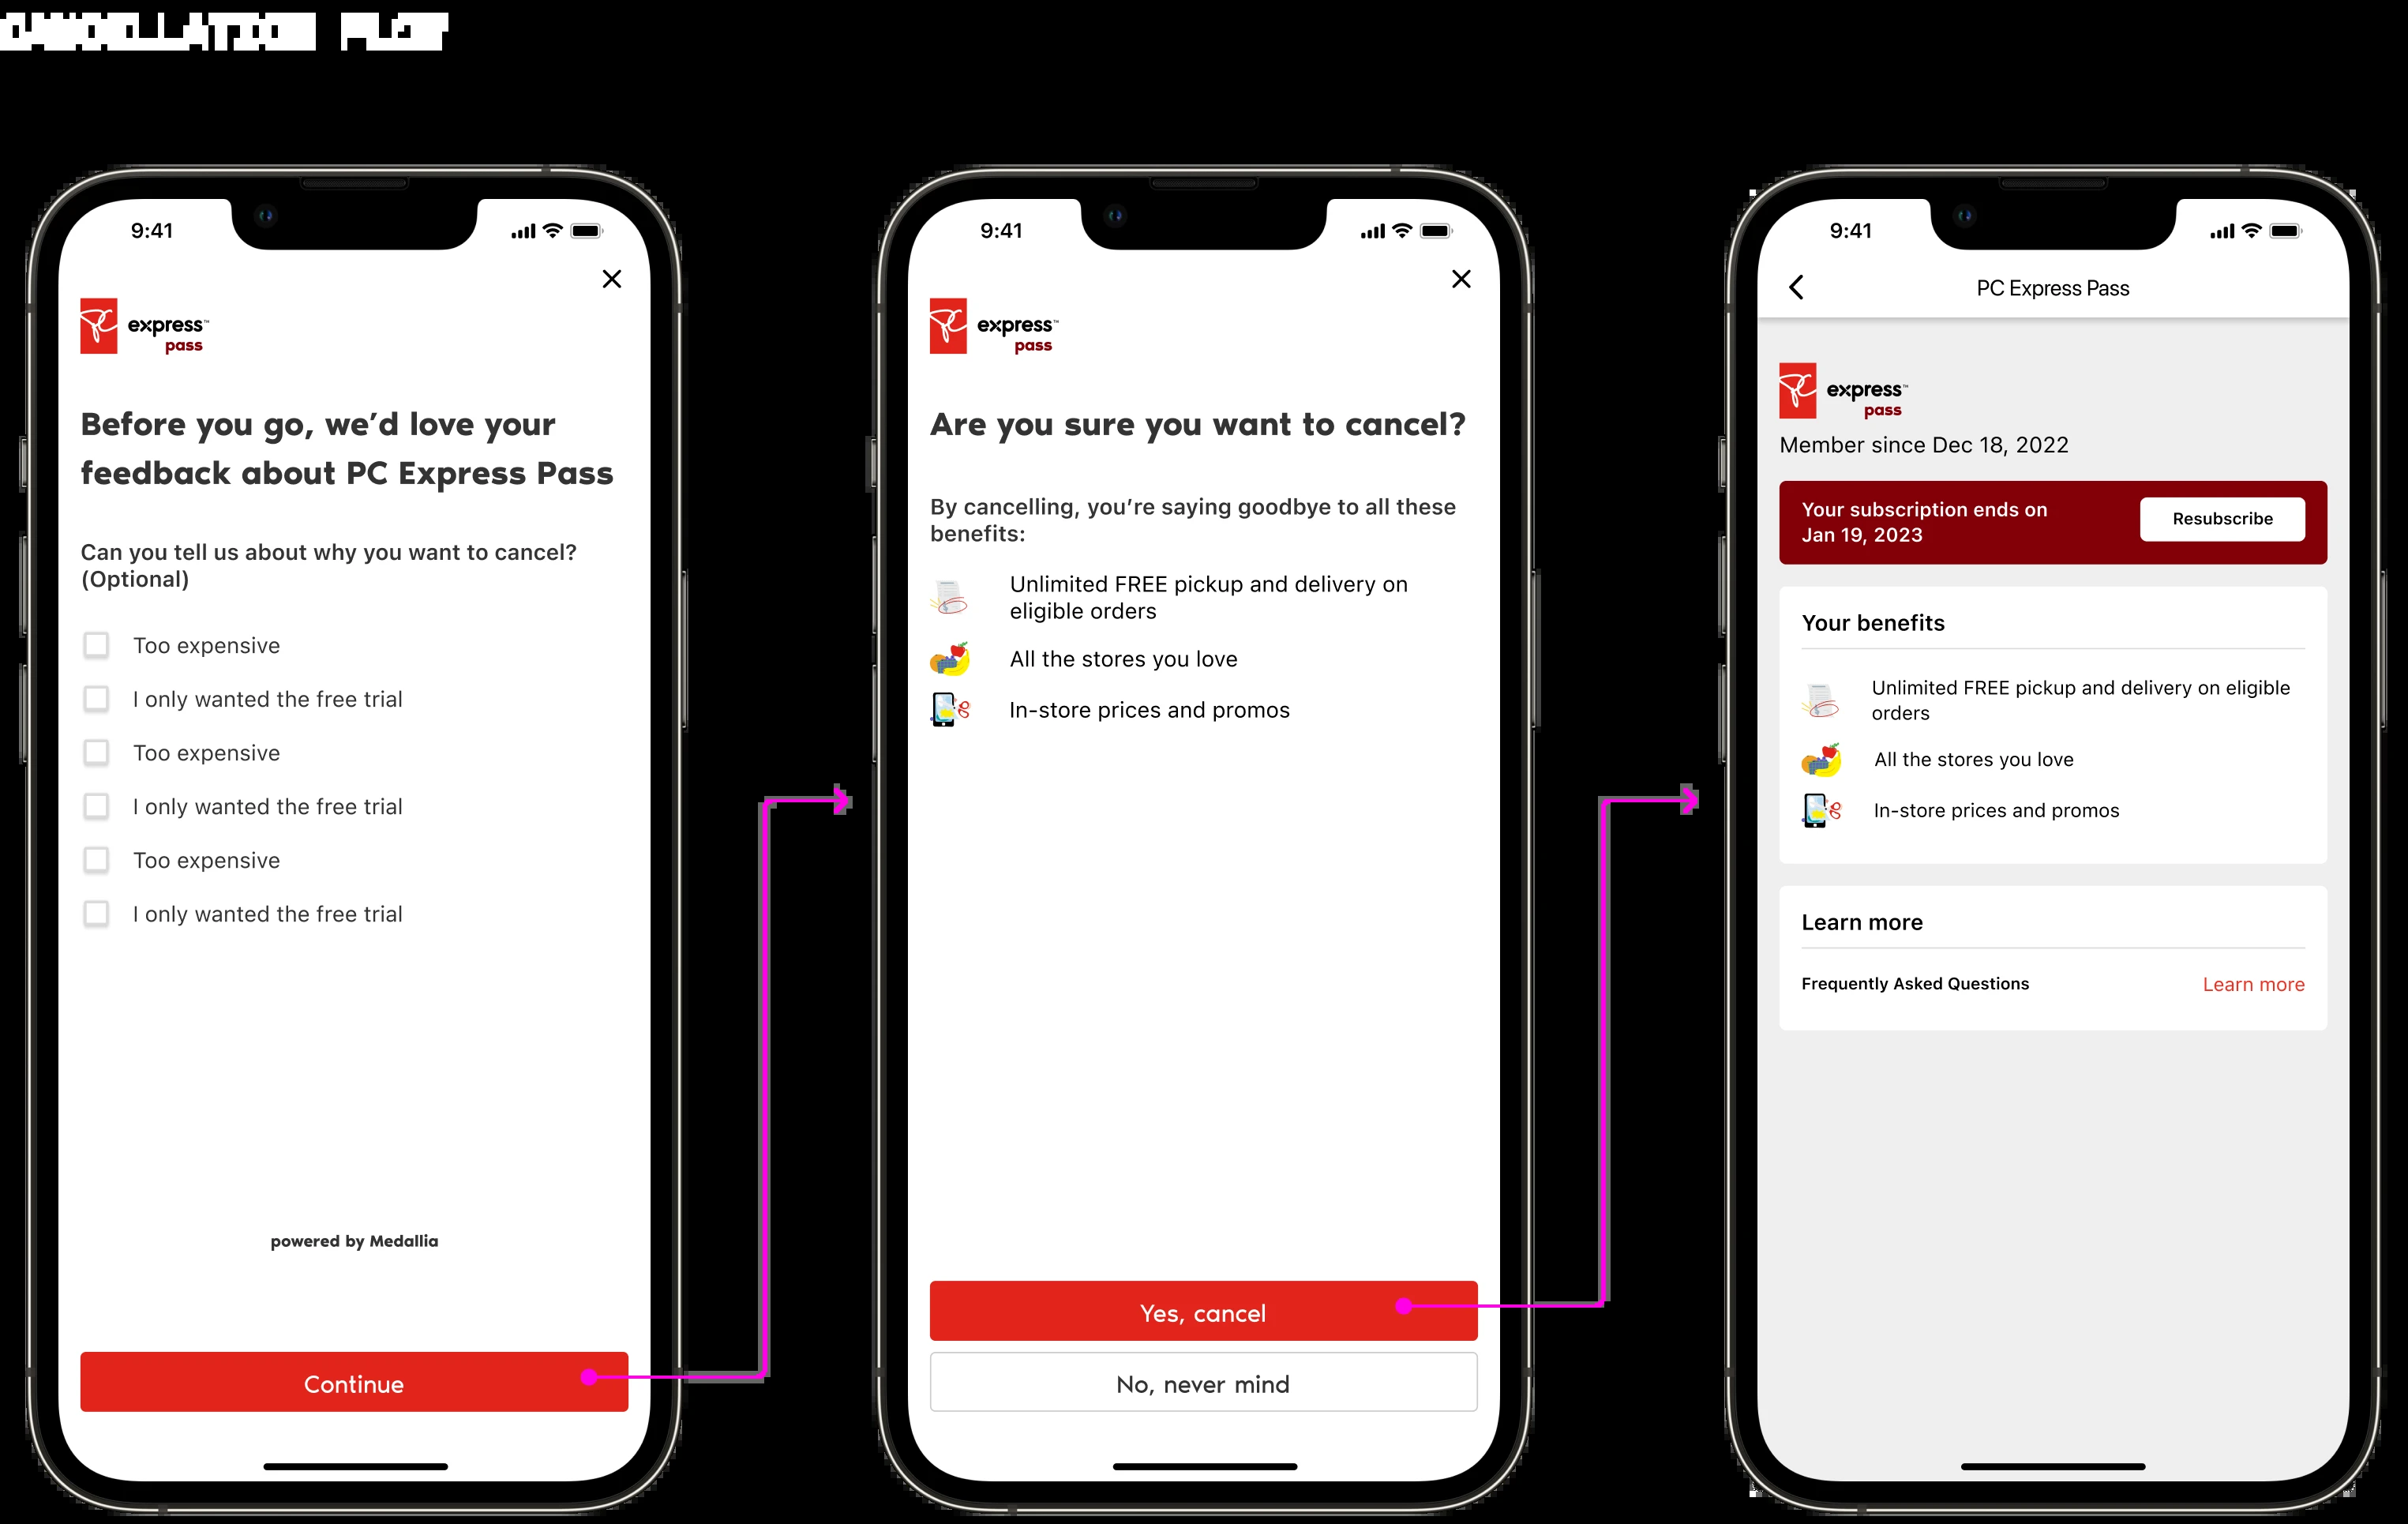 CANCELLATION FLOW
9:41
express™
pass
Before you go, we’d love your
feedback about PC Express Pass
Can you tell us about why you want to cancel?
(Optional)
Too expensive
I only wanted the free trial
Too expensive
I only wanted the free trial
Too expensive
I only wanted the free trial
powered by Medallia
Continue
9:41
express™
pass
Are you sure you want to cancel?
By cancelling, you’re saying goodbye to all these
benefits:
Unlimited FREE pickup and delivery on
eligible orders
All the stores you love
In-store prices and promos
Yes, cancel
No, never mind
9:41
PC Express Pass
express™
pass
Member since Dec 18, 2022
Your subscription ends on
Jan 19, 2023
Resubscribe
Your benefits
Unlimited FREE pickup and delivery on eligible
orders
All the stores you love
In-store prices and promos
Learn more
Frequently Asked Questions
Learn more